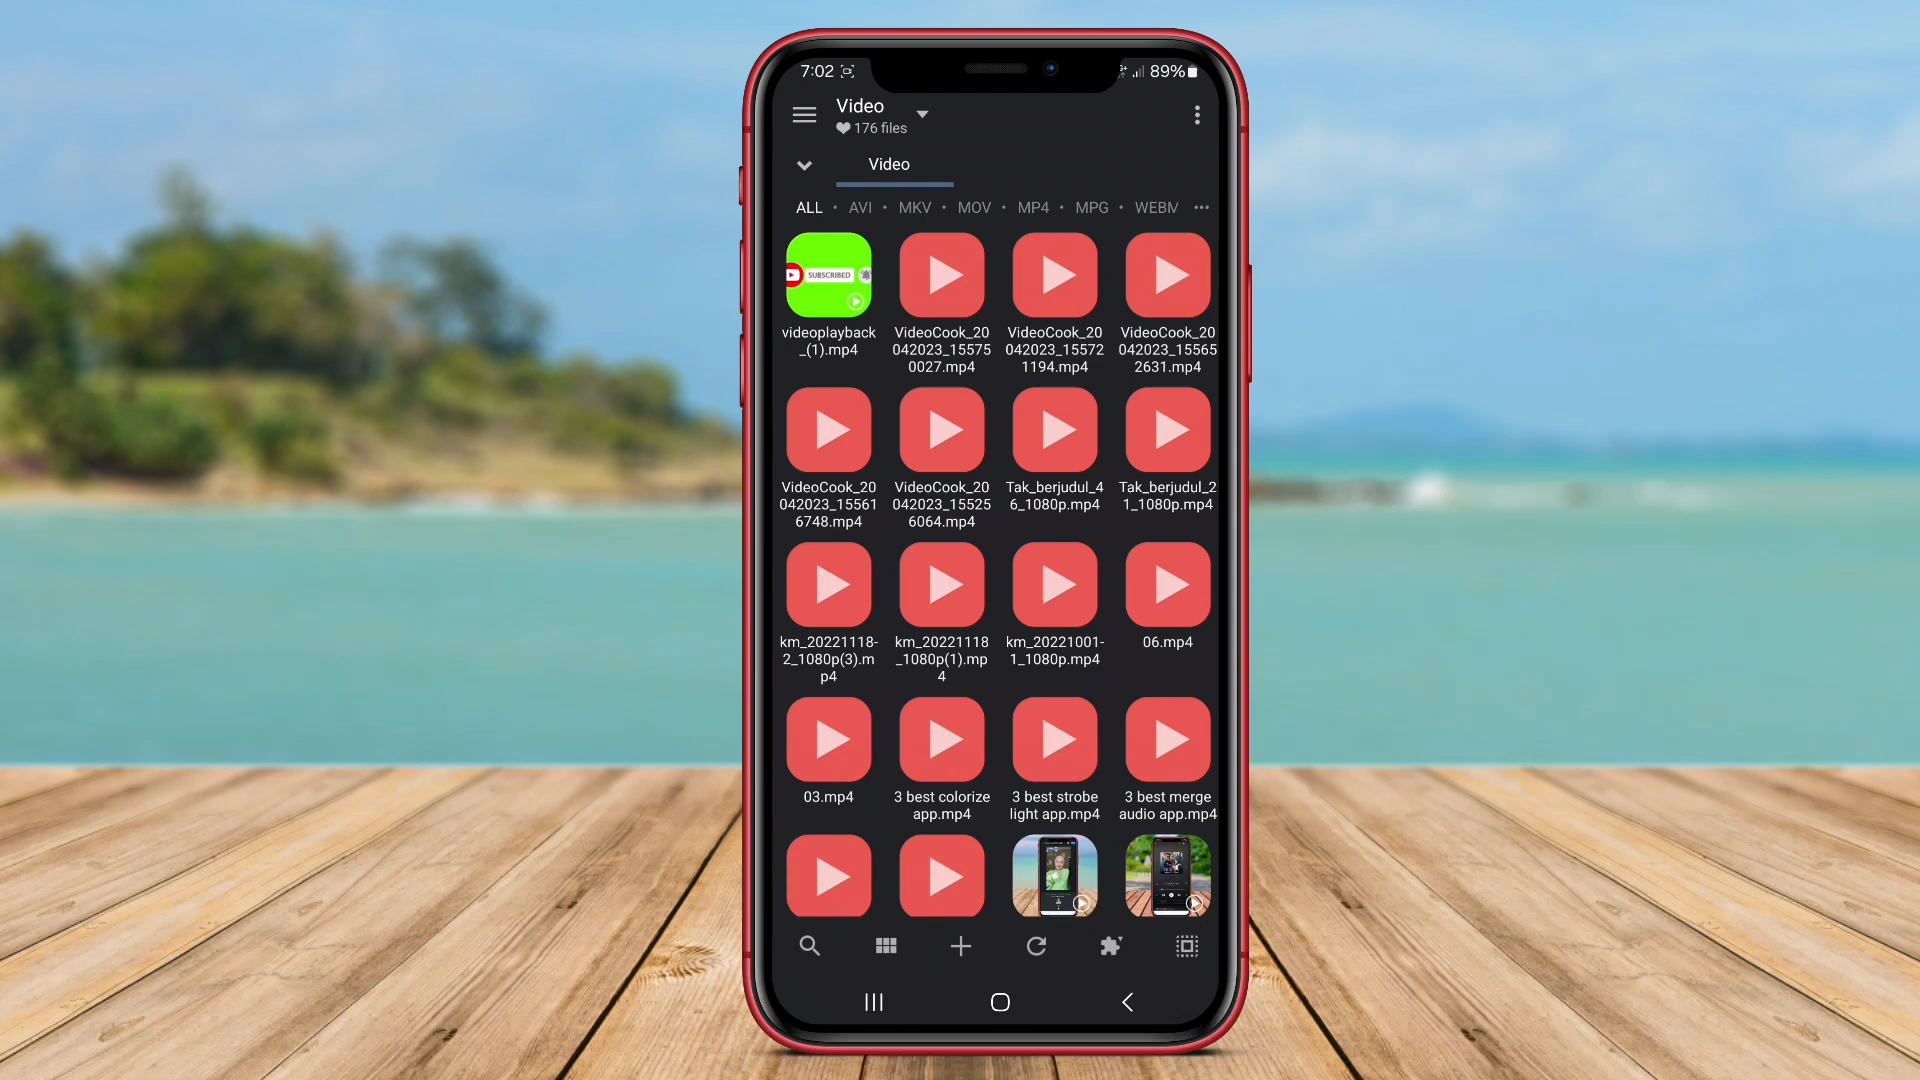 7:02
89%
Video
176 files
Video
ALL • AVI • MKV • MOV • MP4 • MPG • WEBM
SUBSCRIBED
videoplayback
_(1).mp4
VideoCook_20
042023_15575
0027.mp4
VideoCook_20
042023_15572
1194.mp4
VideoCook_20
042023_15565
2631.mp4
VideoCook_20
042023_15561
6748.mp4
VideoCook_20
042023_15525
6064.mp4
Tak_berjudul_4
6_1080p.mp4
Tak_berjudul_2
1_1080p.mp4
km_20221118-
2_1080p(3).m
p4
km_20221118
_1080p(1).mp
4
km_20221001-
1_1080p.mp4
06.mp4
03.mp4
3 best colorize
app.mp4
3 best strobe
light app.mp4
3 best merge
audio app.mp4